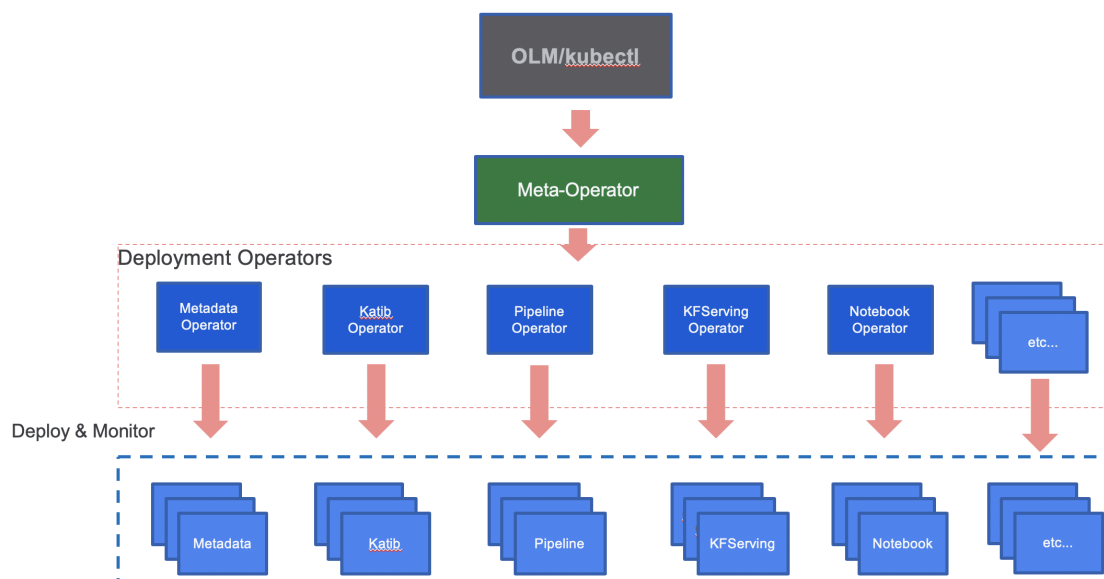 OLM/kubectl
Meta-Operator
Deployment Operators
Metadata
Operator
Katib
Operator
Pipeline
Operator
KFServing
Operator
Notebook
Operator
etc...
Deploy & Monitor
Metadata
Katib
Pipeline
KFServing
Notebook
etc...